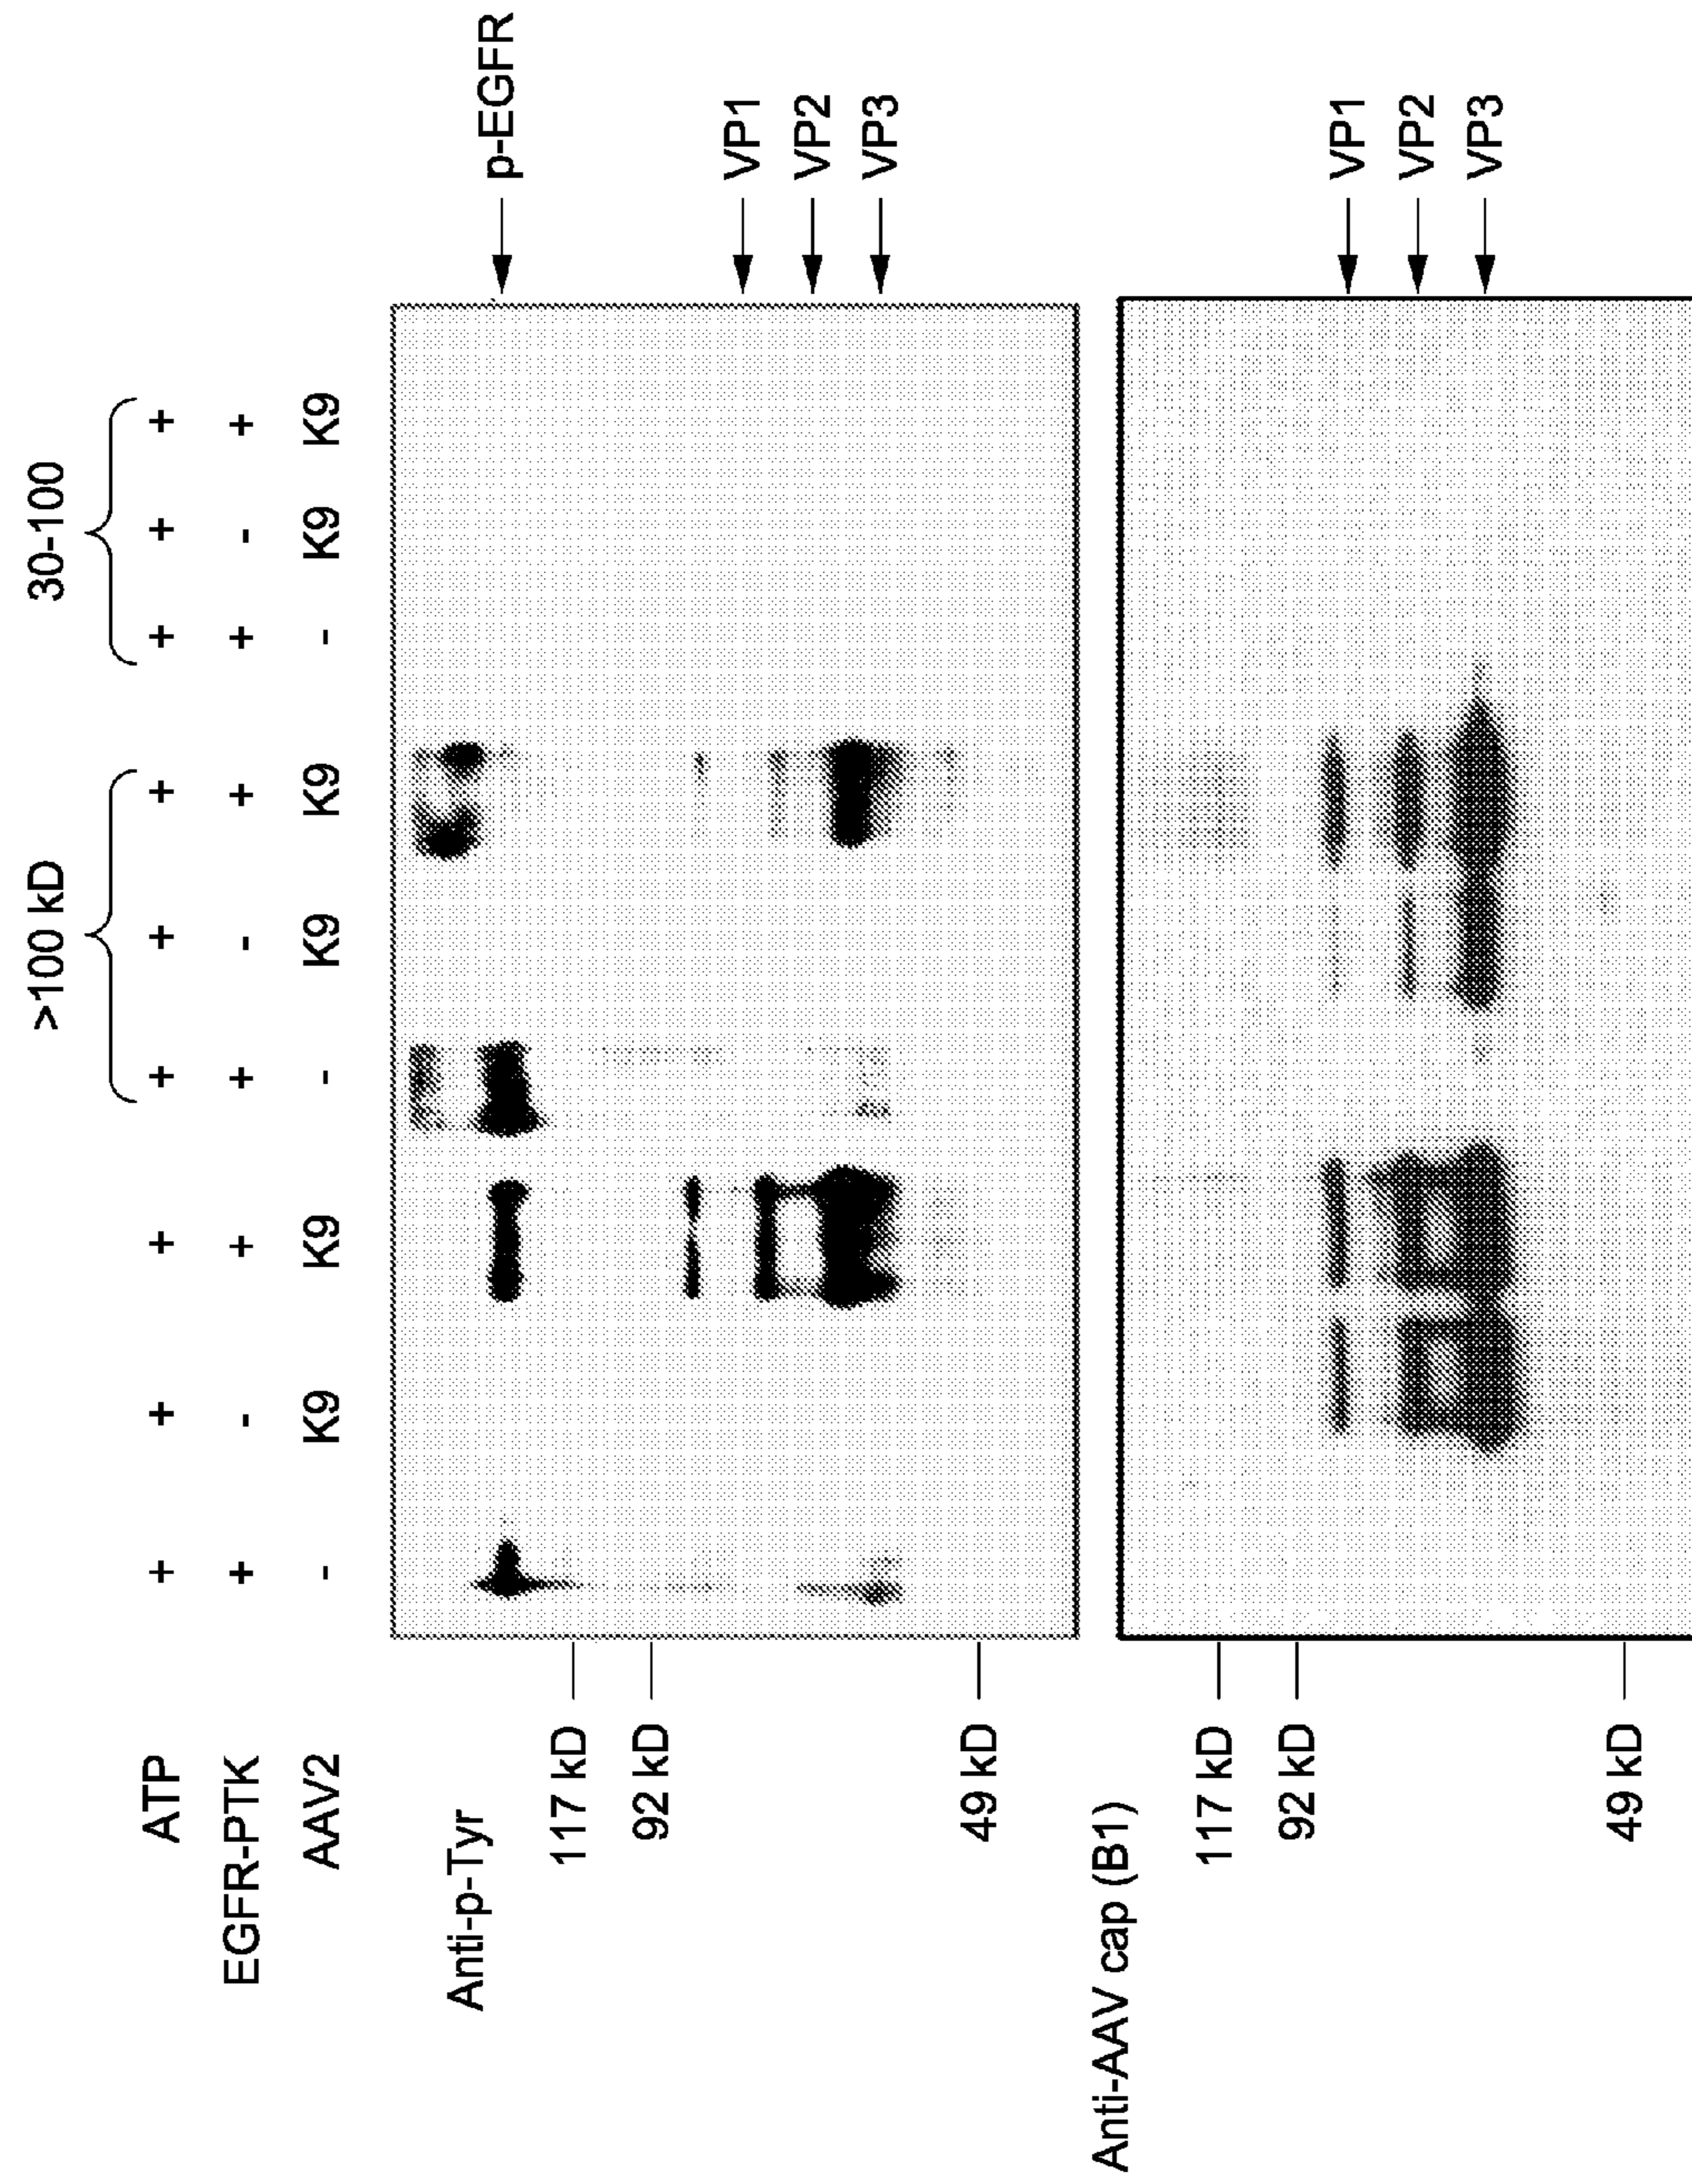 >100 kD 30-100
ATP + + + + + + + + +
EGFR-PTK + - + + - + + - +
AAV2 - K9 K9 - K9 K9 - K9 K9
Anti-p-Tyr
p-EGFR
117 kD
92 kD
VP1
VP2
VP3
49 kD
Anti-AAV cap (B1)
117 kD
92 kD
VP1
VP2
VP3
49 kD